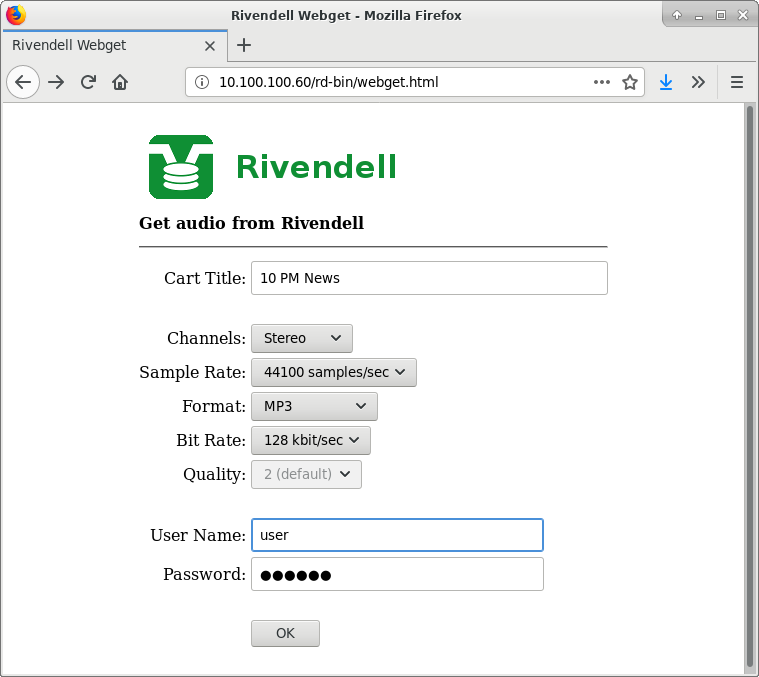 Rivendell Webget - Mozilla Firefox
Rivendell Webget
10.100.100.60/rd-bin/webget.html
Rivendell
Get audio from Rivendell
Cart Title: 10 PM News
Channels: Stereo
Sample Rate: 44100 samples/sec
Format: MP3
Bit Rate: 128 kbit/sec
Quality: 2 (default)
User Name: user
Password: ●●●●●●
OK